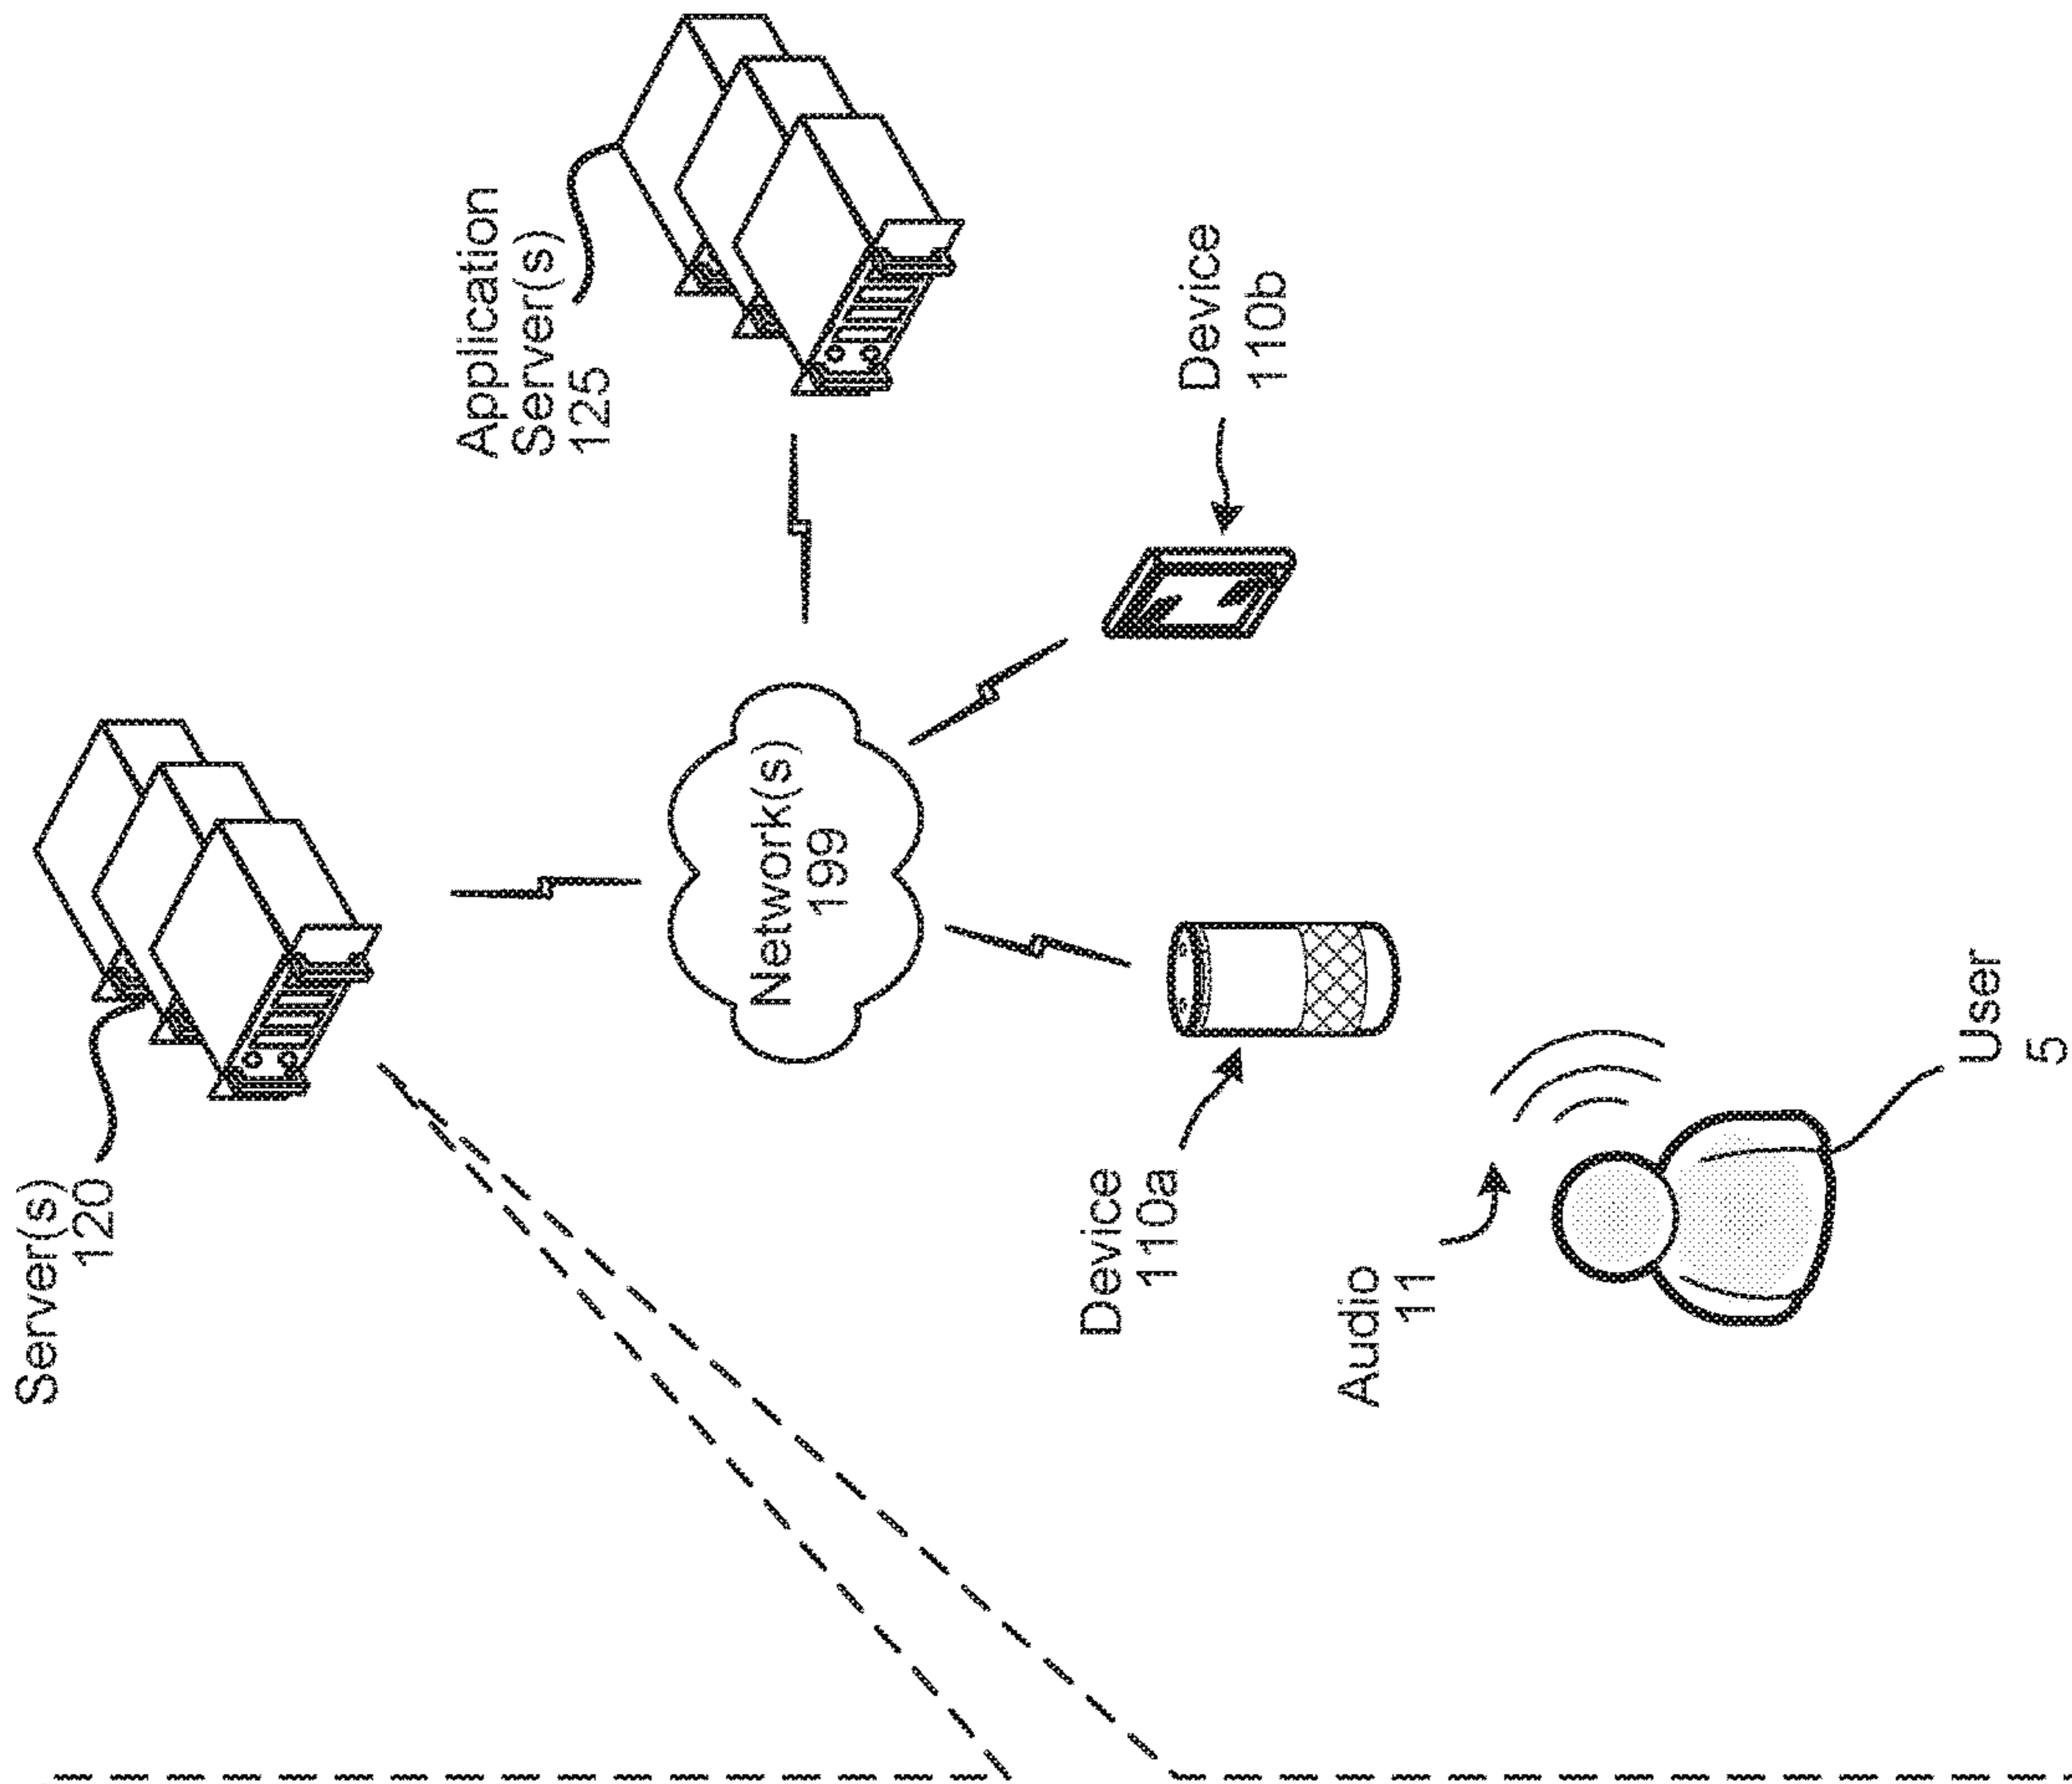 Server(s)
120
Application
Server(s)
125
Network(s)
199
Device
110a
Device
110b
Audio
11
User
5